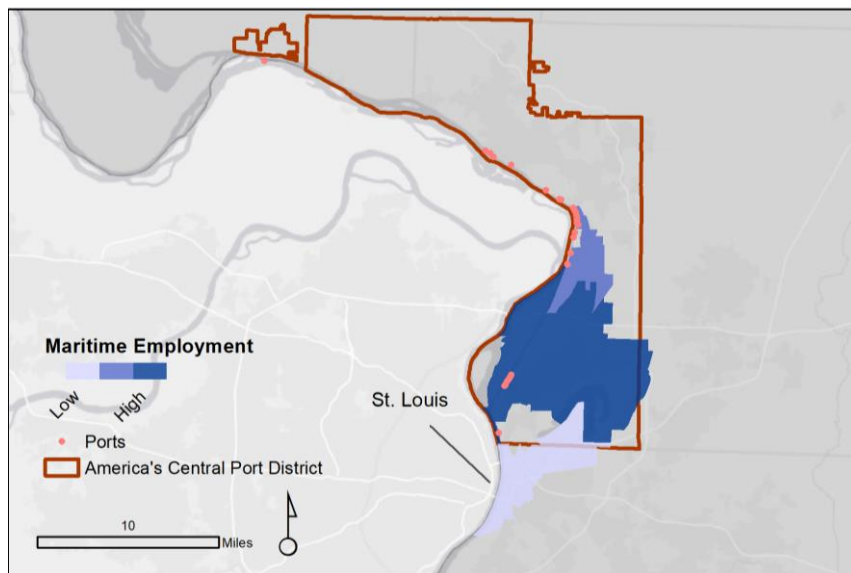 St. Louis
Maritime Employment
Low
High
Ports
America's Central Port District
10
Miles